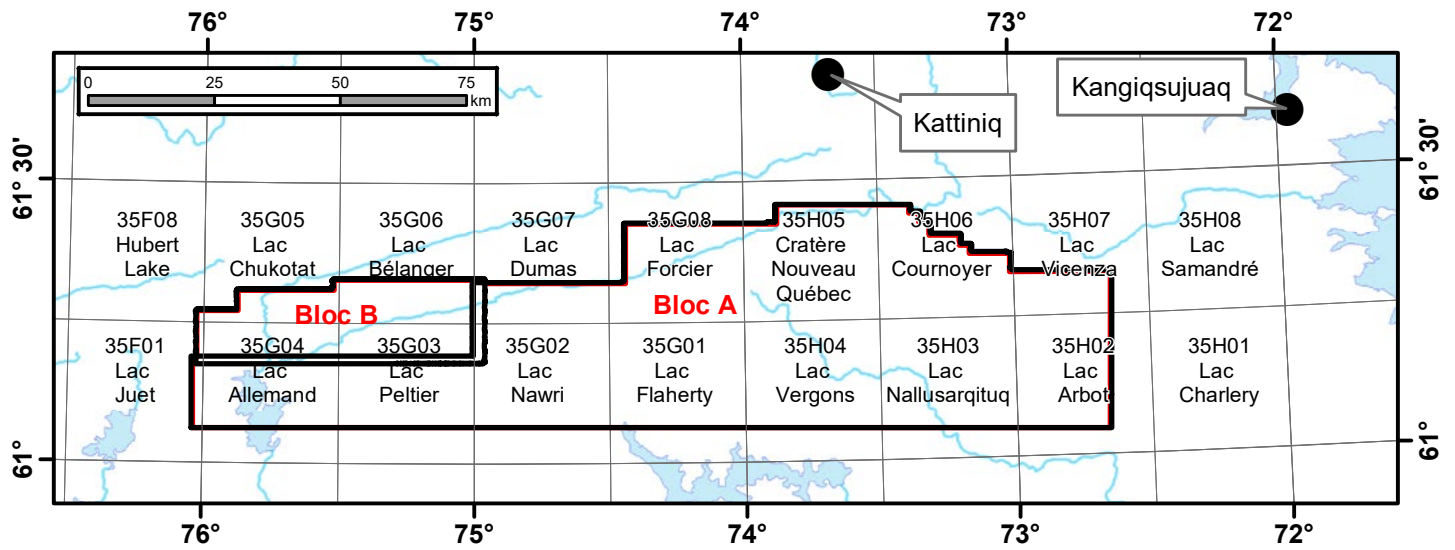 76° 75° 74° 73° 72°
0 25 50 75
km
Kattiniq
Kangiqsujuaq
61° 30' 61° 30'
35F08 35G05 35G06 35G07 35G08 35H05 35H06 35H07 35H08
Hubert Lac Lac Lac Lac Cratère Lac Lac Lac
Lake Chukotat Bélanger Dumas Forcier Nouveau Cournoyer Vicenza Samandré
Québec
Bloc B Bloc A
35F01 35G04 35G03 35G02 35G01 35H04 35H03 35H02 35H01
Lac Lac Lac Lac Lac Lac Lac Lac Lac
Juet Allemand Peltier Nawri Flaherty Vergons Nallusarqituq Arbot Charlery
61° 61°
76° 75° 74° 73° 72°